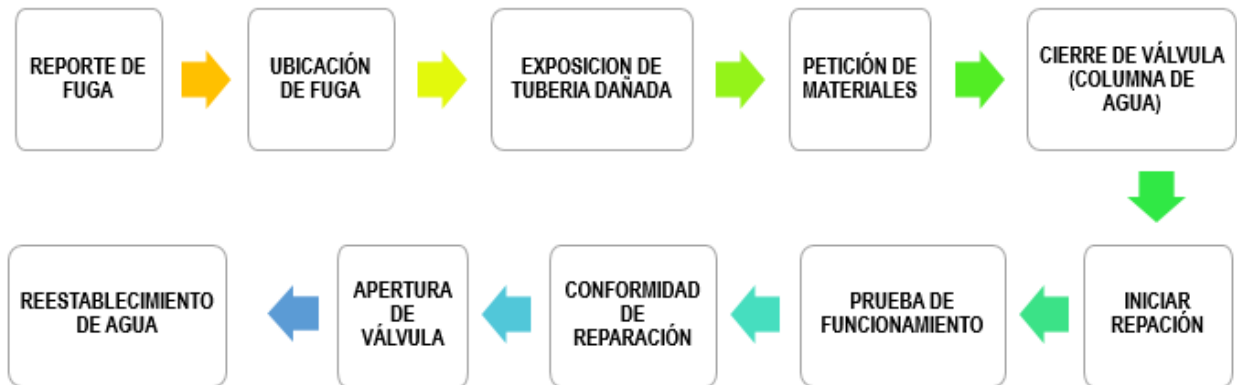 REPORTE DE
FUGA
UBICACIÓN
DE FUGA
EXPOSICION DE
TUBERIA DAÑADA
PETICIÓN DE
MATERIALES
CIERRE DE VÁLVULA
(COLUMNA DE
AGUA)
INICIAR
REPACIÓN
PRUEBA DE
FUNCIONAMIENTO
CONFORMIDAD
DE
REPARACIÓN
APERTURA
DE
VÁLVULA
REESTABLECIMIENTO
DE AGUA